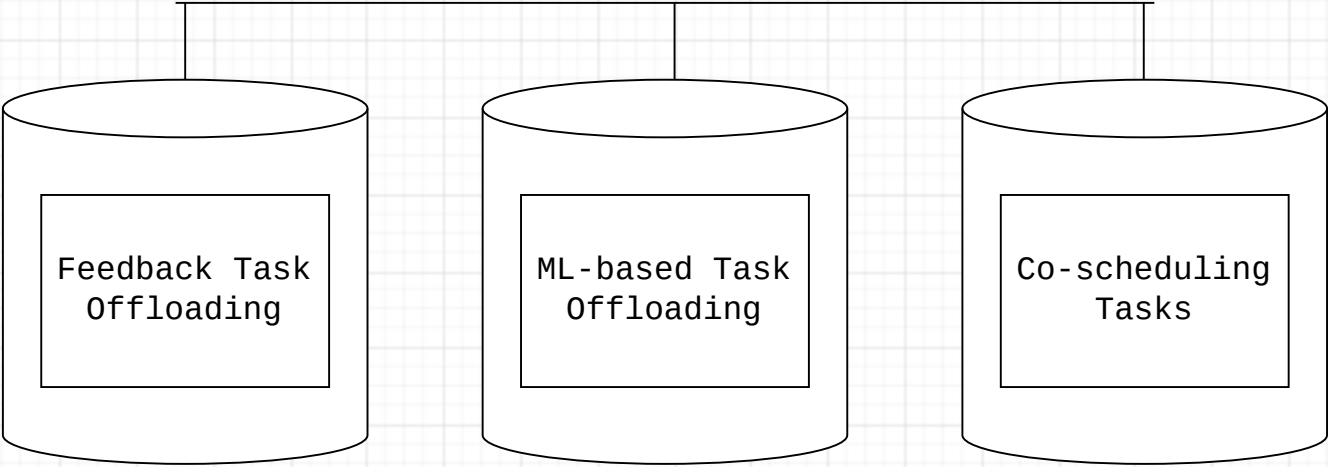 Feedback Task
Offloading
ML-based Task
Offloading
Co-scheduling
Tasks